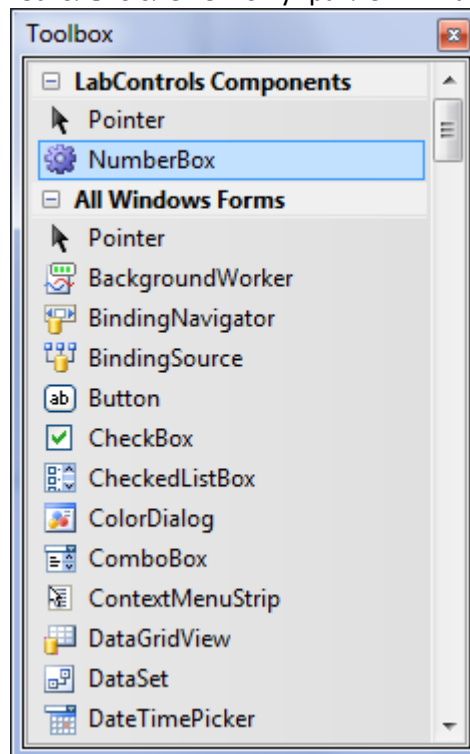 Toolbox
LabControls Components
Pointer
NumberBox
All Windows Forms
Pointer
BackgroundWorker
BindingNavigator
BindingSource
ab Button
CheckBox
CheckedListBox
ColorDialog
ComboBox
ContextMenuStrip
DataGridView
DataSet
DateTimePicker